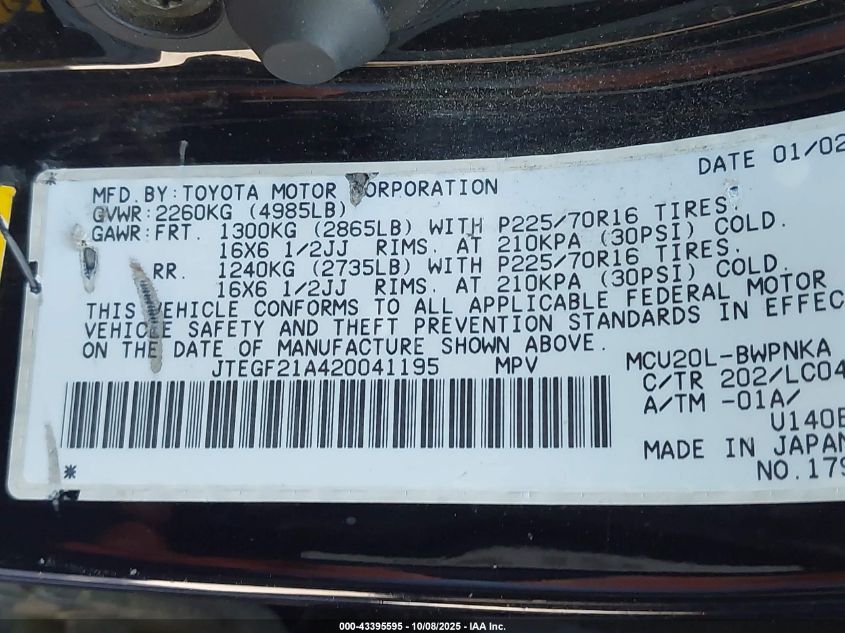 DATE 01/02
MFD.BY:TOYOTA MOTOR CORPORATION
GVWR:2260KG (4985LB)
GAWR:FRT. 1300KG (2865LB) WITH P225/70R16 TIRES,
16X6 1/2JJ RIMS. AT 210KPA (30PSI) COLD.
RR. 1240KG (2735LB) WITH P225/70R16 TIRES.
16X6 1/2JJ RIMS. AT 210KPA (30PSI) COLD.
THIS VEHICLE CONFORMS TO ALL APPLICABLE FEDERAL MOTOR
VEHICLE SAFETY AND THEFT PREVENTION STANDARDS IN EFFEC
ON THE DATE OF MANUFACTURE SHOWN ABOVE.
JTEGF21A420041195 MPV MCU20L-BWPNKA
C/TR 202/LC04
A/TM -01A/
U140
MADE IN JAPAN
* NO.179
000-43395595 - 10/08/2025 - IAA Inc.